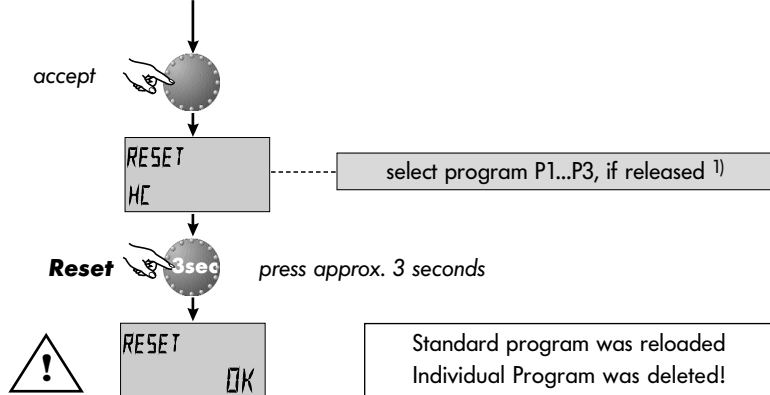 accept
RESET
HC
select program P1...P3, if released 1)
Reset
3sec
press approx. 3 seconds
!
RESET
OK
Standard program was reloaded
Individual Program was deleted!